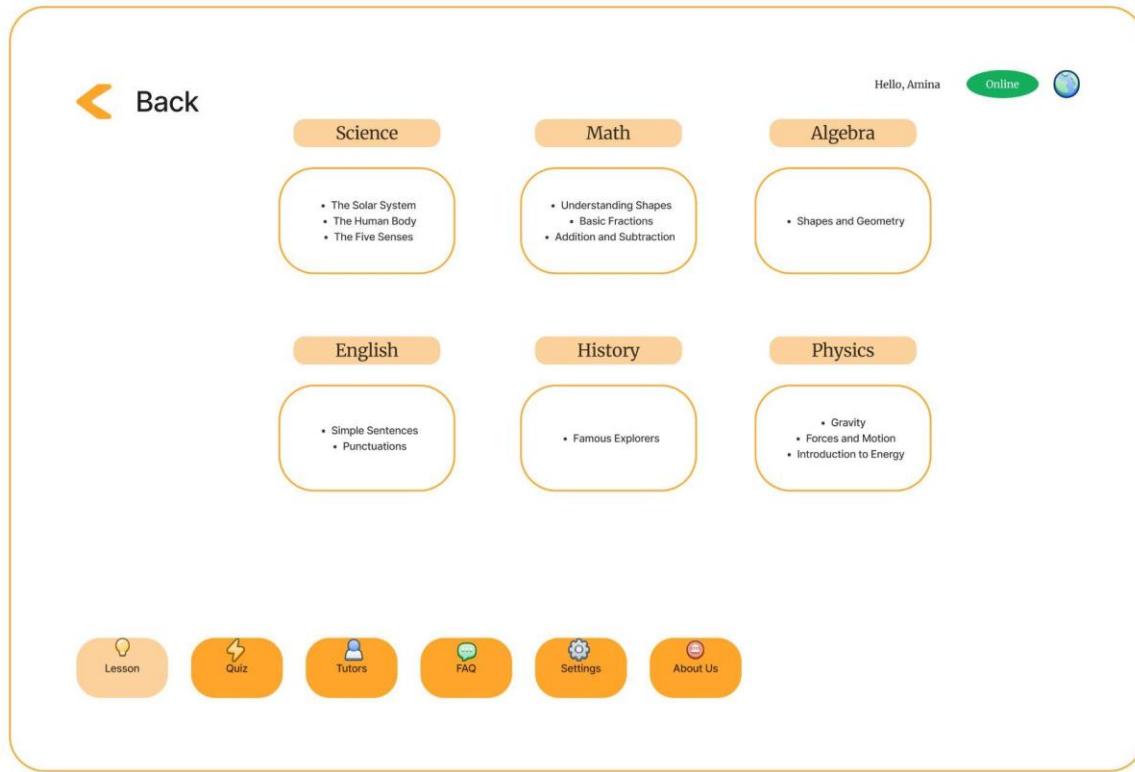 Back
Hello, Amina
Online
Science
• The Solar System
• The Human Body
• The Five Senses
Math
• Understanding Shapes
• Basic Fractions
• Addition and Subtraction
Algebra
• Shapes and Geometry
English
• Simple Sentences
• Punctuations
History
• Famous Explorers
Physics
• Gravity
• Forces and Motion
• Introduction to Energy
Lesson
Quiz
Tutors
FAQ
Settings
About Us